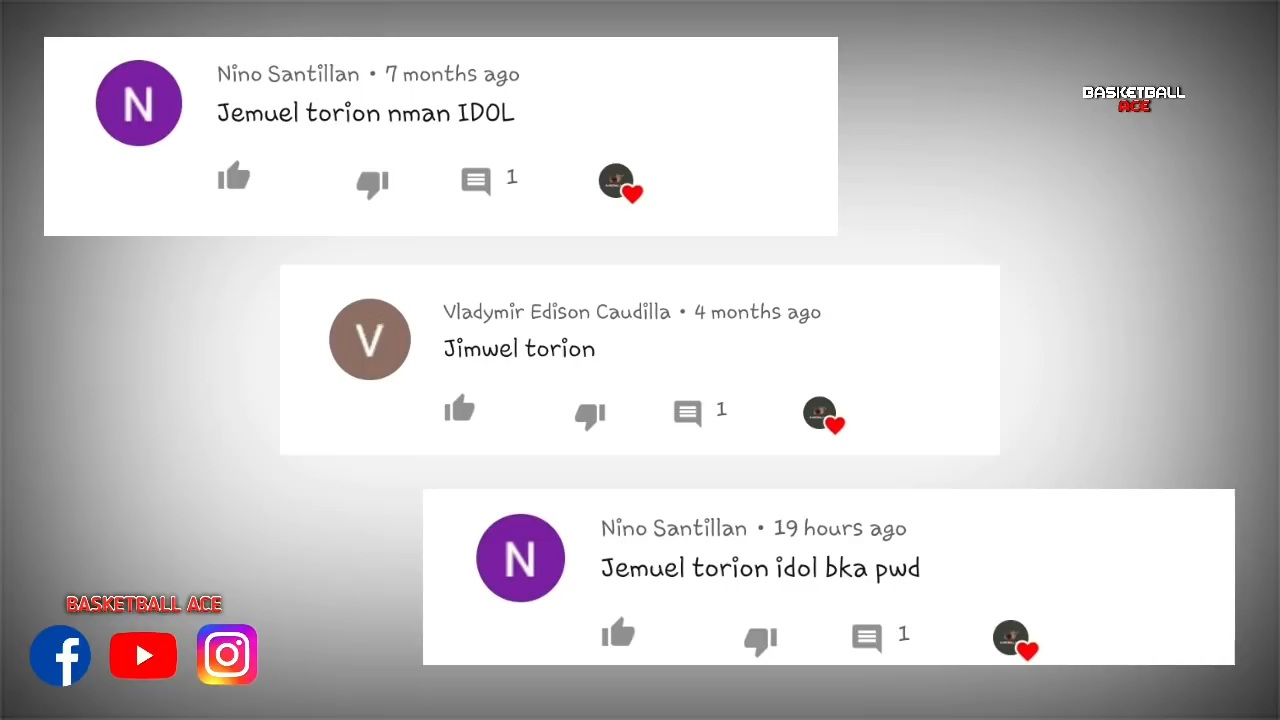 N
Nino Santillan • 7 months ago
Jemuel torion nman IDOL
1
BASKETBALL
ACE
V
Vladymir Edison Caudilla • 4 months ago
Jimwel torion
1
N
Nino Santillan • 19 hours ago
Jemuel torion idol bka pwd
1
BASKETBALL ACE